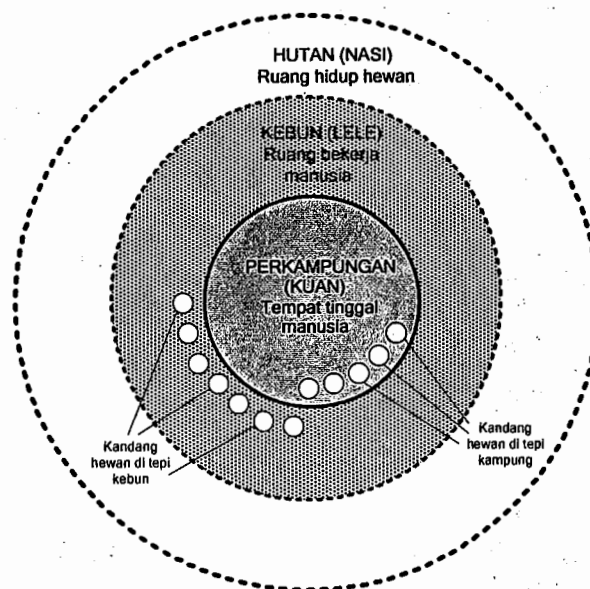 HUTAN (NASI)
Ruang hidup hewan
KEBUN (LELE)
Ruang bekerja
manusia
PERKAMPUNGAN
(KUAN)
Tempat tinggal
manusia
Kandang
hewan di tepi
kebun
Kandang
hewan di tepi
kampung